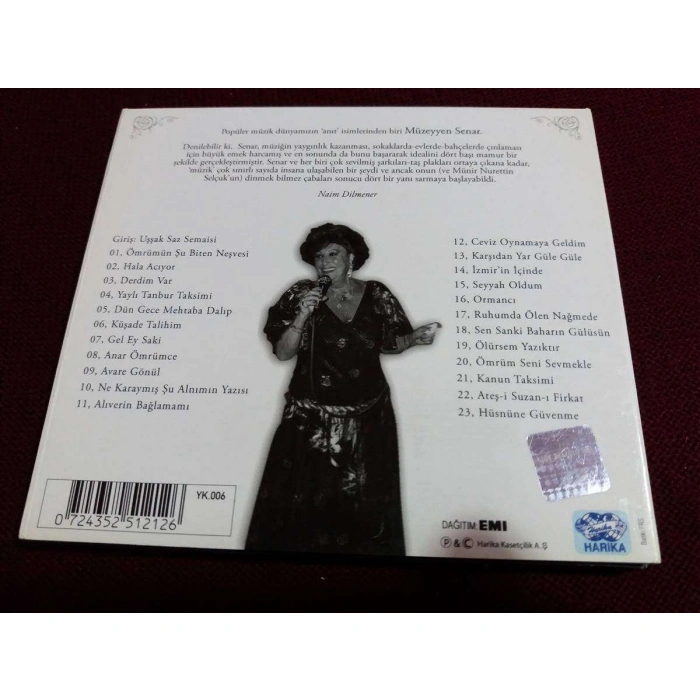 Popüler müzik dünyamızın 'anıt' isimlerinden biri Müzeyyen Senar.
Denilebilir ki, Senar, müziğin yaygınlık kazanması, sokaklarda-evlerde-bahçelerde çınlaması
için büyük emek harcamış ve en sonunda da bunu başararak idealini dört başı mamur bir
şekilde gerçekleştirmiştir. Senar ve her biri çok sevilmiş şarkıları-taş plakları ortaya çıkana kadar,
'müzik' çok sınırlı sayıda insana ulaşabilen bir şeydi ve ancak onun (ve Münir Nurettin
Selçuk'un) dinmek bilmez çabaları sonucu dört bir yanı sarmaya başlayabildi.
Naim Dilmener
Giriş: Uşşak Saz Semaisi
01, Ömrümün Şu Biten Neşvesi
02, Hala Acıyor
03, Derdim Var
04, Yaylı Tanbur Taksimi
05, Dün Gece Mehtaba Dalıp
06, Küşade Talihim
07, Gel Ey Saki
08, Anar Ömrümce
09, Avare Gönül
10, Ne Karaymış Şu Alnımın Yazısı
11, Alıverin Bağlamamı
12, Ceviz Oynamaya Geldim
13, Karşıdan Yar Güle Güle
14, İzmir'in İçinde
15, Seyyah Oldum
16, Ormancı
17, Ruhumda Ölen Nağmede
18, Sen Sanki Baharın Gülüsün
19, Ölürsem Yazıktır
20, Ömrüm Seni Sevmekle
21, Kanun Taksimi
22, Ateş-i Suzan-ı Firkat
23, Hüsnüne Güvenme
YK.006
0 724352 512126
DAĞITIM: EMI
P & C Harika Kasetçilik A. Ş
HARİKA